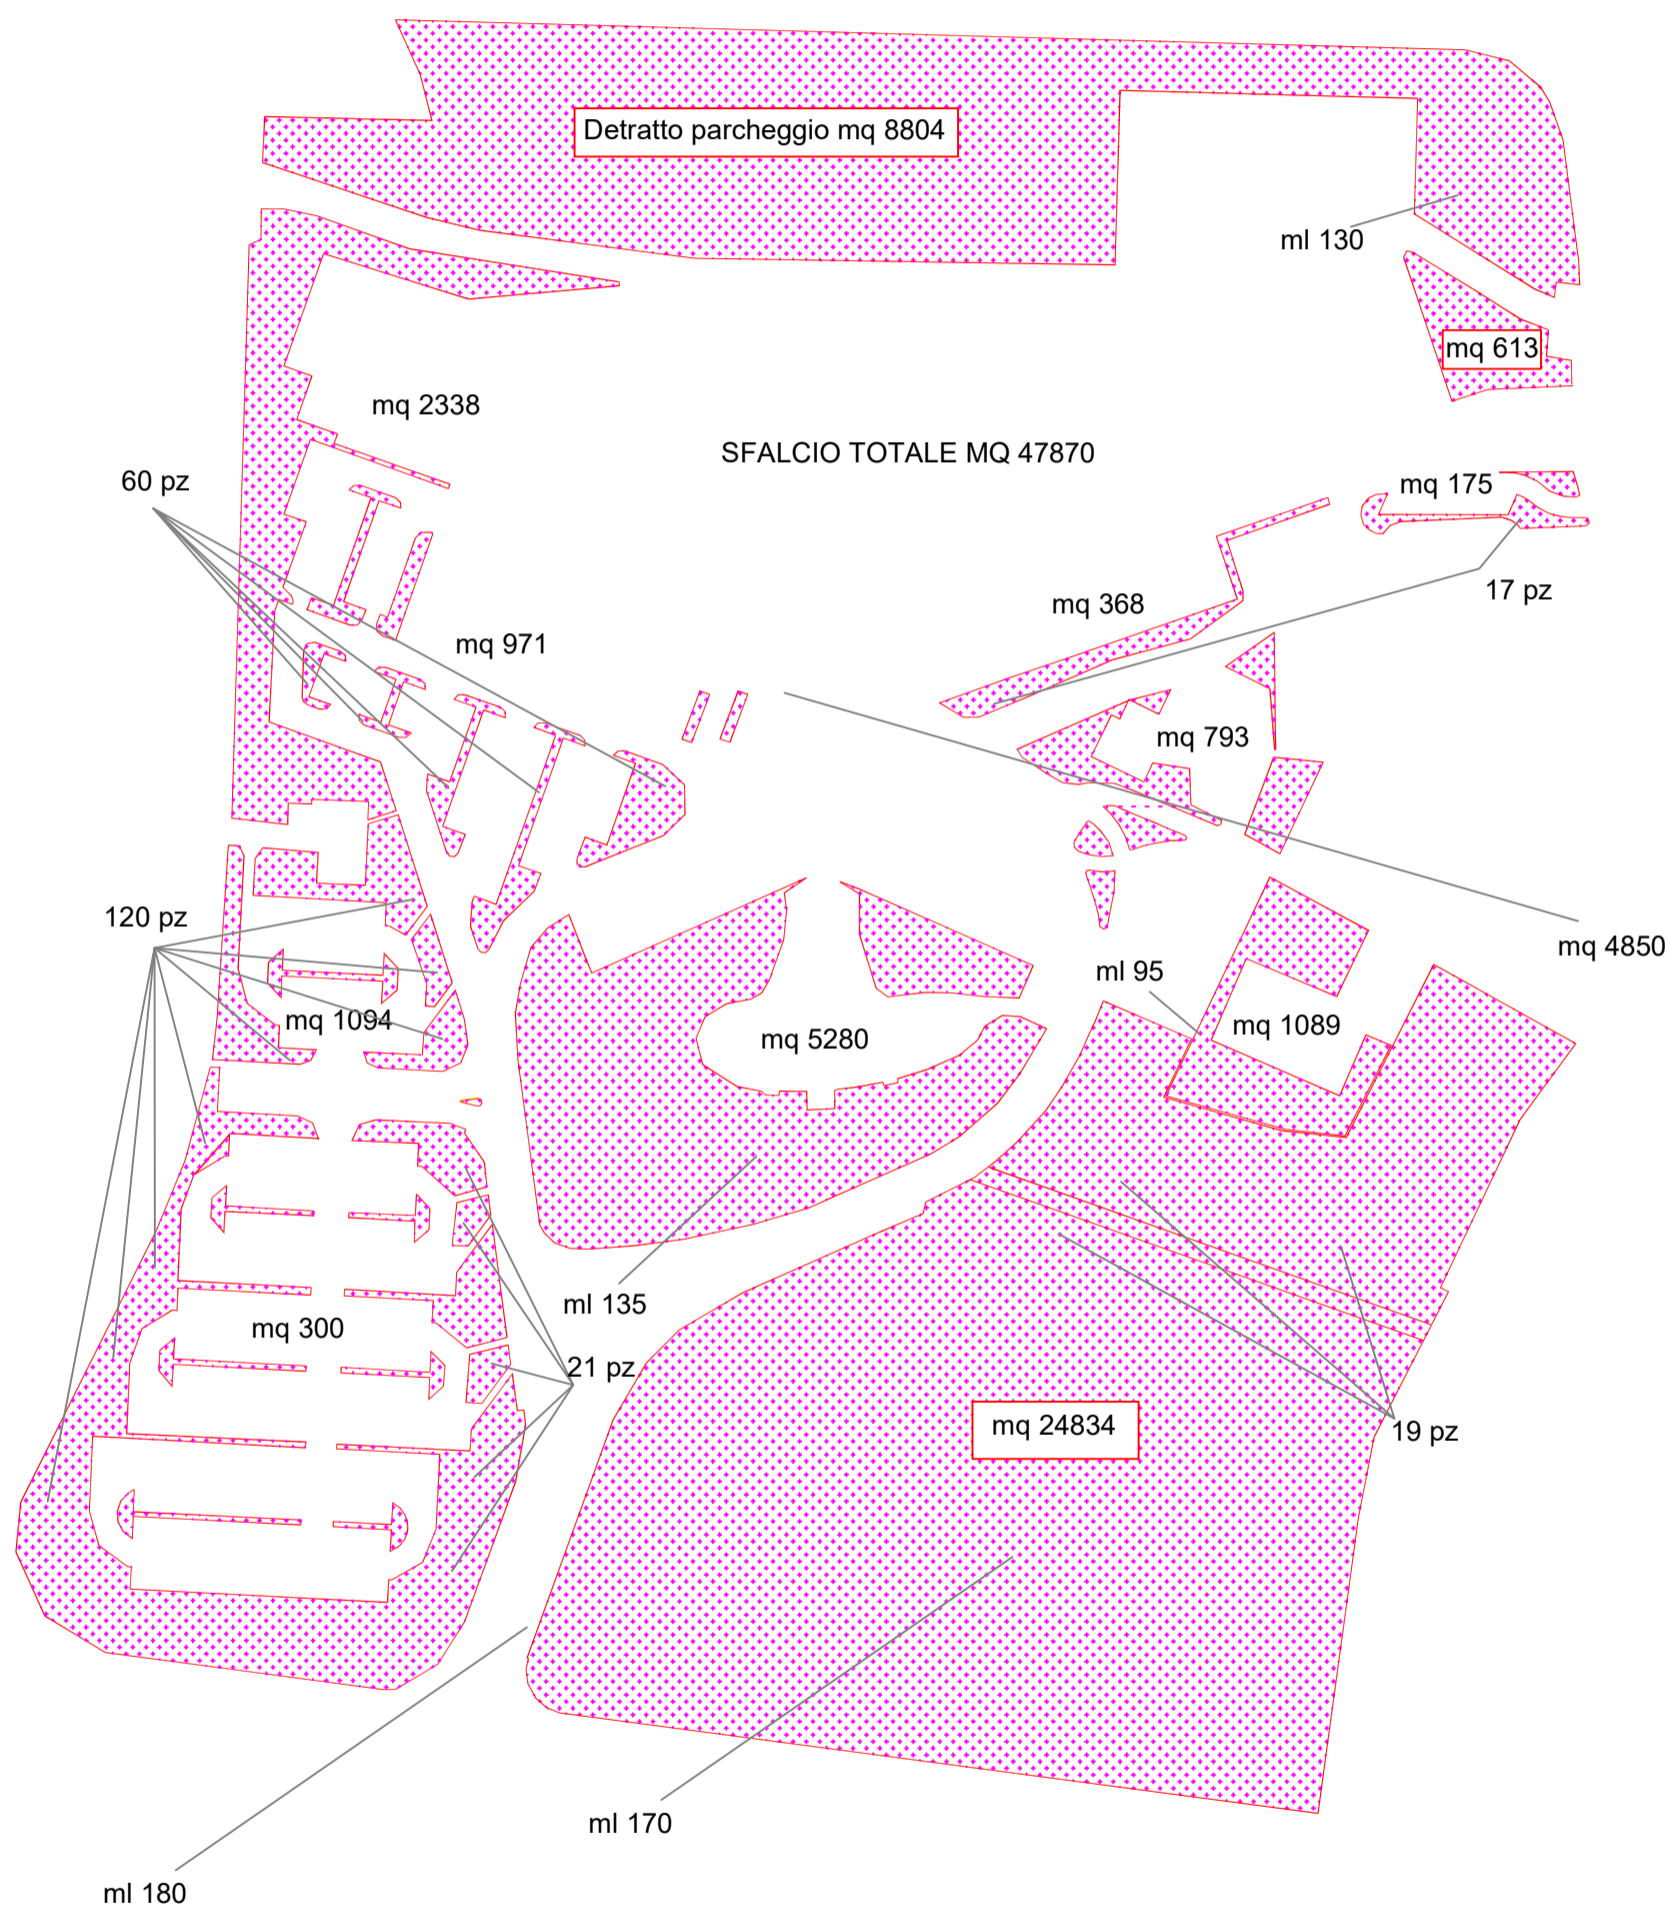 Detratto parcheggio mq 8804
ml 130
mq 613
mq 2338
SFALCIO TOTALE MQ 47870
60 pz
mq 175
17 pz
mq 368
mq 971
mq 793
120 pz
mq 4850
ml 95
mq 1094
mq 5280
mq 1089
ml 135
mq 300
21 pz
mq 24834
19 pz
ml 170
ml 180